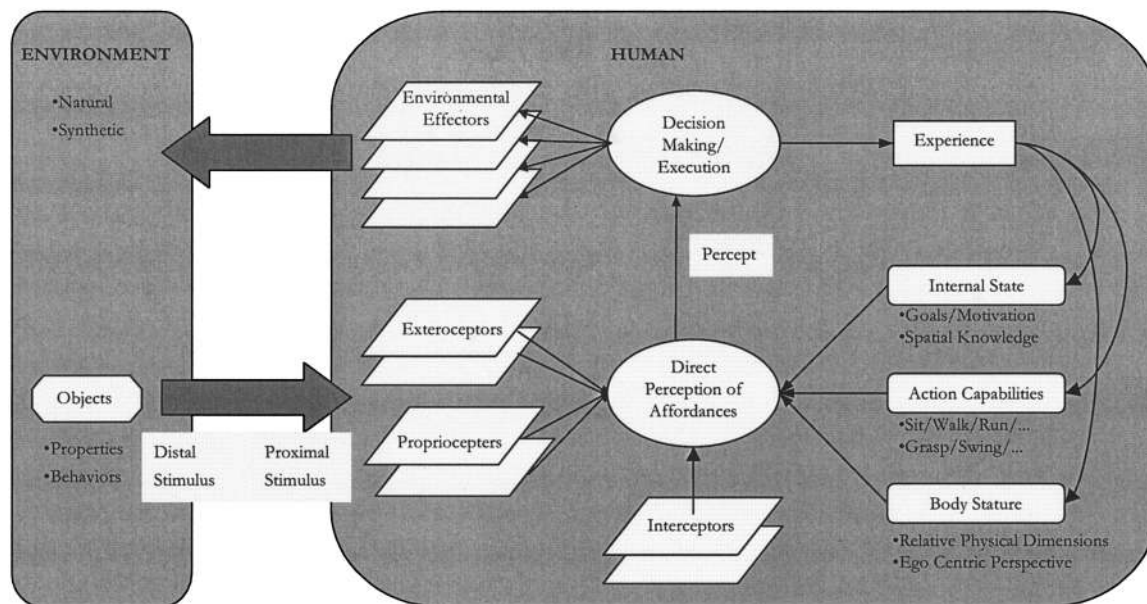 ENVIRONMENT
•Natural
•Synthetic
Objects
•Properties
•Behaviors
Distal
Stimulus
Proximal
Stimulus
HUMAN
Environmental
Effectors
Decision
Making/
Execution
Experience
Percept
Exteroceptors
Propriocepters
Direct
Perception of
Affordances
Interceptors
Internal State
•Goals/Motivation
•Spatial Knowledge
Action Capabilities
•Sit/Walk/Run/...
•Grasp/Swing/...
Body Stature
•Relative Physical Dimensions
•Ego Centric Perspective